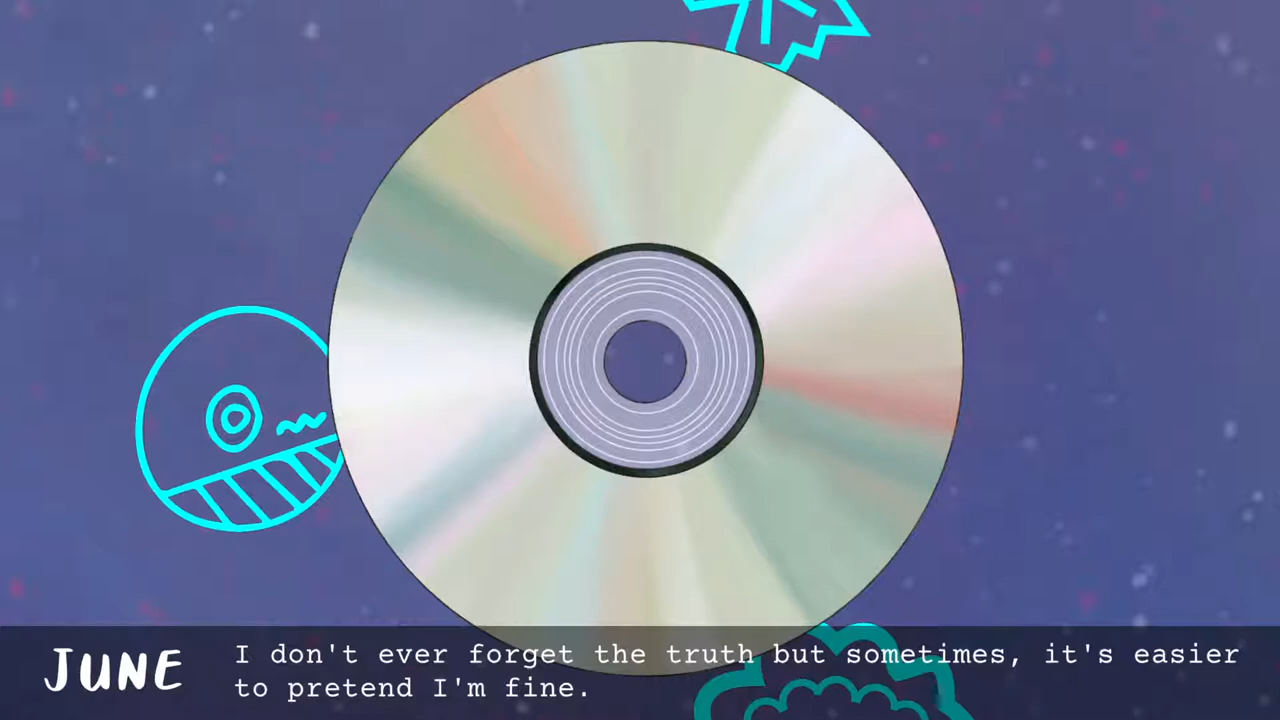 JUNE
I don't ever forget the truth but sometimes, it's easier
to pretend I'm fine.